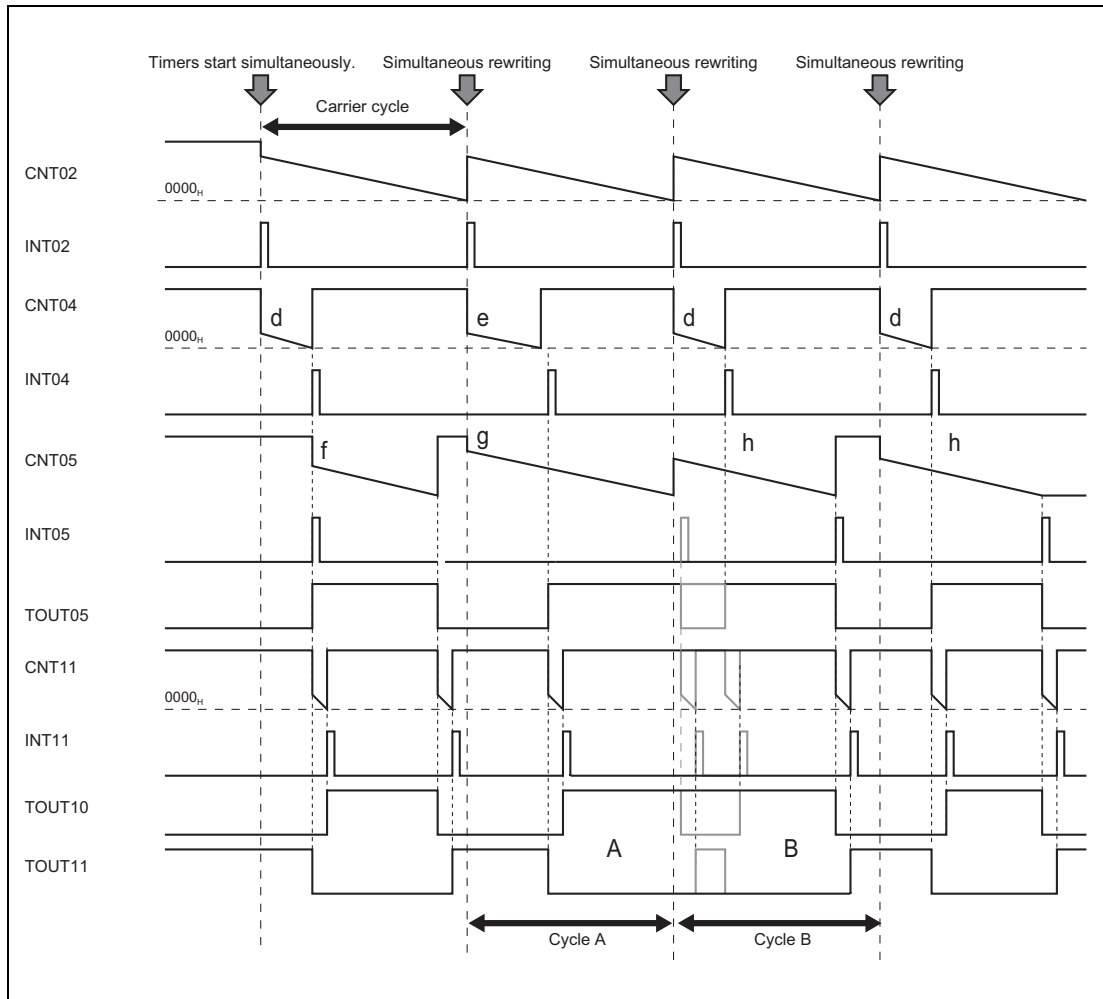 Timers start simultaneously. Simultaneous rewriting Simultaneous rewriting Simultaneous rewriting
Carrier cycle
CNT02
0000H
INT02
CNT04
d e d d
0000H
INT04
CNT05
f g h h
INT05
TOUT05
CNT11
0000H
INT11
TOUT10
A B
TOUT11
Cycle A Cycle B